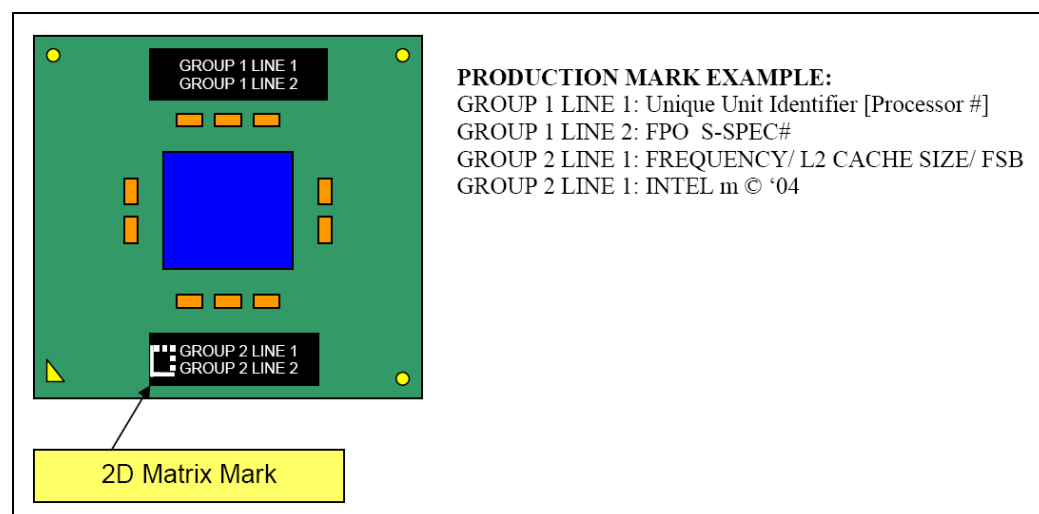 GROUP 1 LINE 1
GROUP 1 LINE 2
PRODUCTION MARK EXAMPLE:
GROUP 1 LINE 1: Unique Unit Identifier [Processor #]
GROUP 1 LINE 2: FPO S-SPEC#
GROUP 2 LINE 1: FREQUENCY/ L2 CACHE SIZE/ FSB
GROUP 2 LINE 1: INTEL m © ‘04
GROUP 2 LINE 1
GROUP 2 LINE 2
2D Matrix Mark